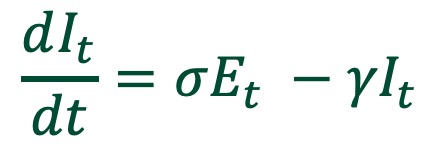 dI_t/dt = σE_t − γI_t